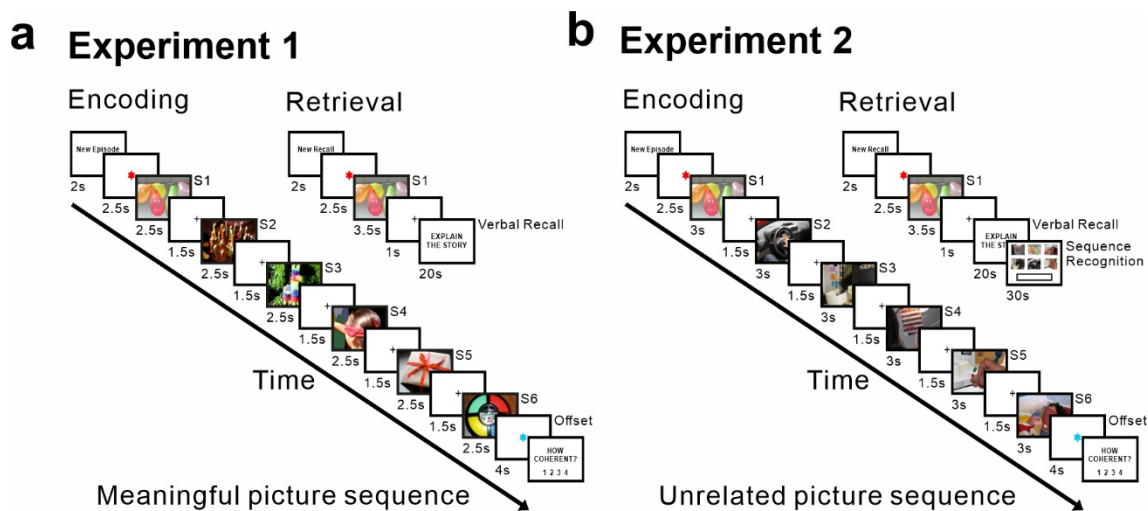 a Experiment 1
Encoding
Retrieval
New Episode
2s
2.5s
S1
2.5s
+
1.5s
S2
2.5s
+
1.5s
S3
2.5s
+
1.5s
S4
2.5s
+
1.5s
S5
2.5s
+
1.5s
S6
2.5s
Offset
4s
HOW
COHERENT?
1 2 3 4
New Recall
2s
2.5s
S1
3.5s
+
1s
Verbal Recall
EXPLAIN
THE STORY
20s
Time
Meaningful picture sequence
b Experiment 2
Encoding
Retrieval
New Episode
2s
2.5s
S1
3s
+
1.5s
S2
3s
+
1.5s
S3
3s
+
1.5s
S4
3s
+
1.5s
S5
3s
+
1.5s
S6
3s
Offset
4s
HOW
COHERENT?
1 2 3 4
New Recall
2s
2.5s
S1
3.5s
+
1s
Verbal Recall
EXPLAIN
THE
20s
Sequence
Recognition
30s
Time
Unrelated picture sequence